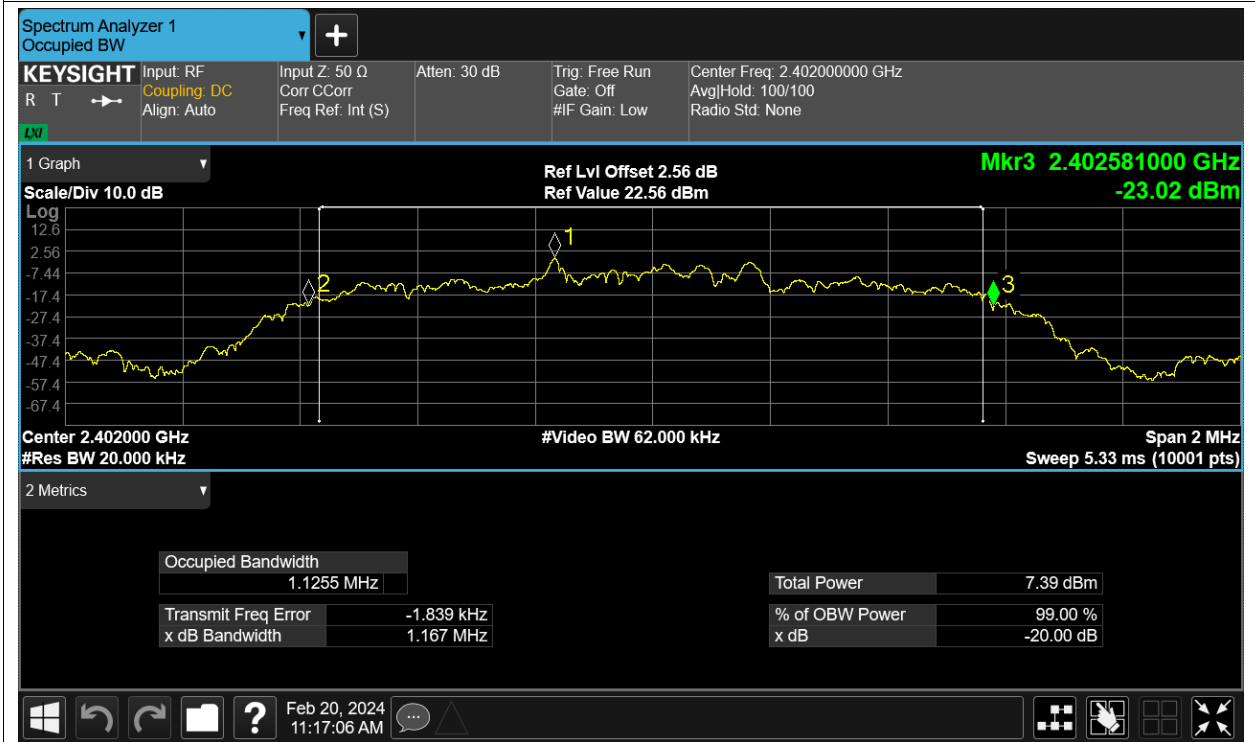 Spectrum Analyzer 1
Occupied BW
KEYSIGHT
R T
LXI
Input: RF
Coupling: DC
Align: Auto
Input Z: 50 Ω
Corr CCorr
Freq Ref: Int (S)
Atten: 30 dB
Trig: Free Run
Gate: Off
#IF Gain: Low
Center Freq: 2.402000000 GHz
Avg|Hold: 100/100
Radio Std: None
1 Graph
Scale/Div 10.0 dB
Ref Lvl Offset 2.56 dB
Ref Value 22.56 dBm
Mkr3 2.402581000 GHz
-23.02 dBm
Log
12.6
2.56
-7.44
-17.4
-27.4
-37.4
-47.4
-57.4
-67.4
1
2
3
Center 2.402000 GHz
#Res BW 20.000 kHz
#Video BW 62.000 kHz
Span 2 MHz
Sweep 5.33 ms (10001 pts)
2 Metrics
Occupied Bandwidth
1.1255 MHz
Transmit Freq Error -1.839 kHz
x dB Bandwidth 1.167 MHz
Total Power 7.39 dBm
% of OBW Power 99.00 %
x dB -20.00 dB
?
Feb 20, 2024
11:17:06 AM